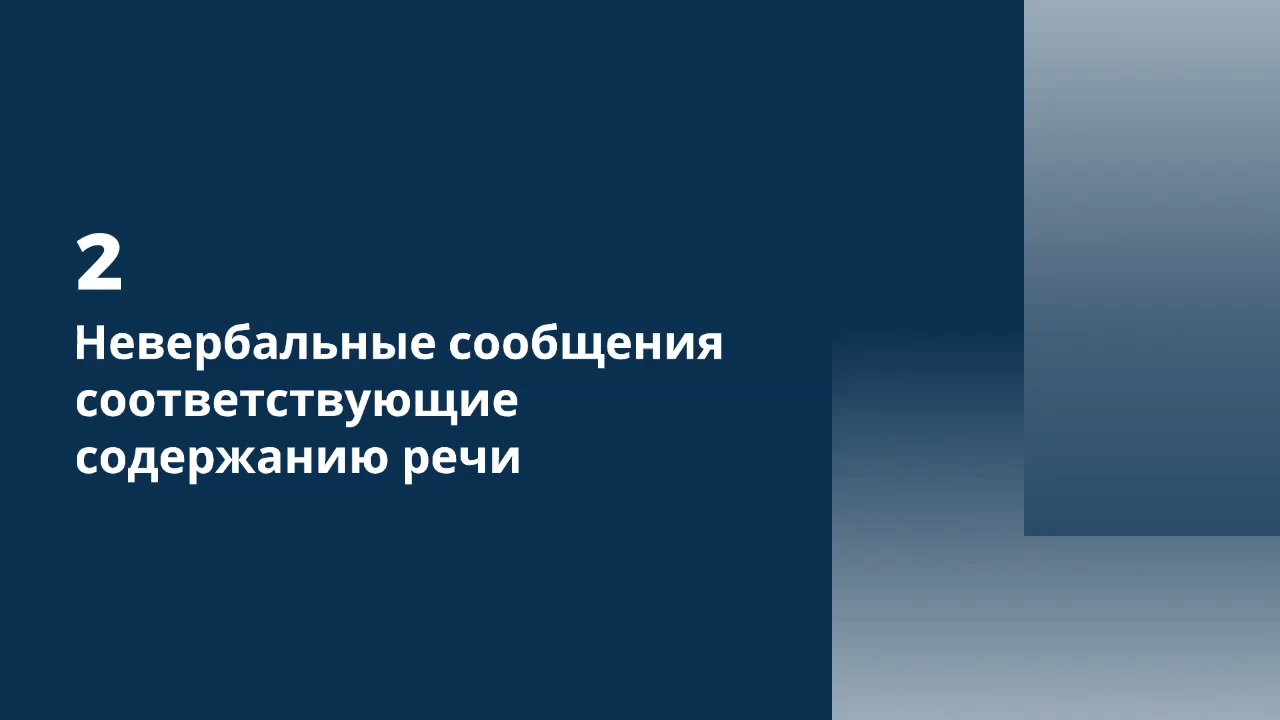 2
Невербальные сообщения
соответствующие
содержанию речи